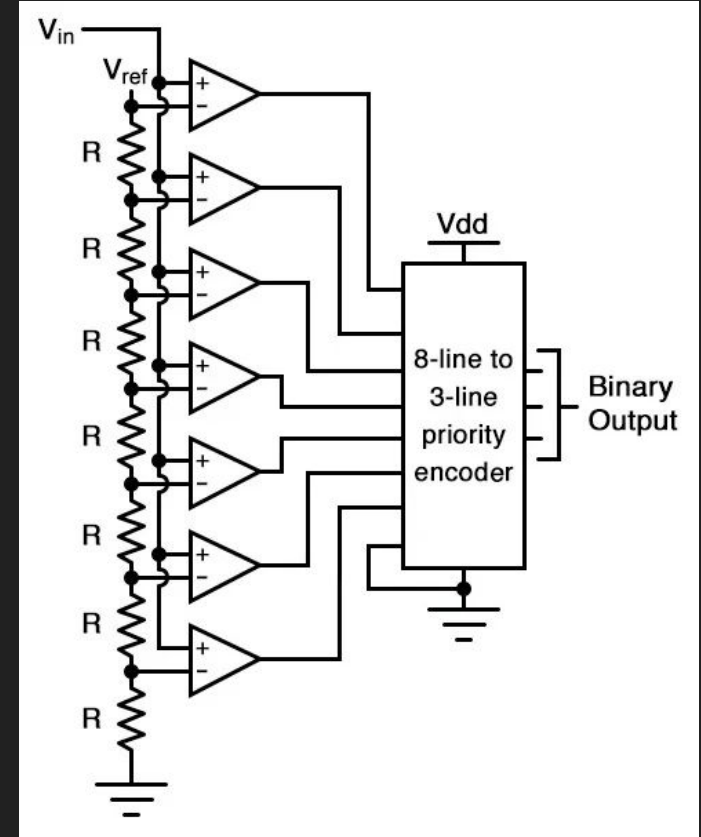 Vin
Vref
+
−
R
+
−
R
+
−
R
+
−
R
+
−
R
+
−
R
+
−
R
Vdd
8-line to
3-line
priority
encoder
Binary
Output